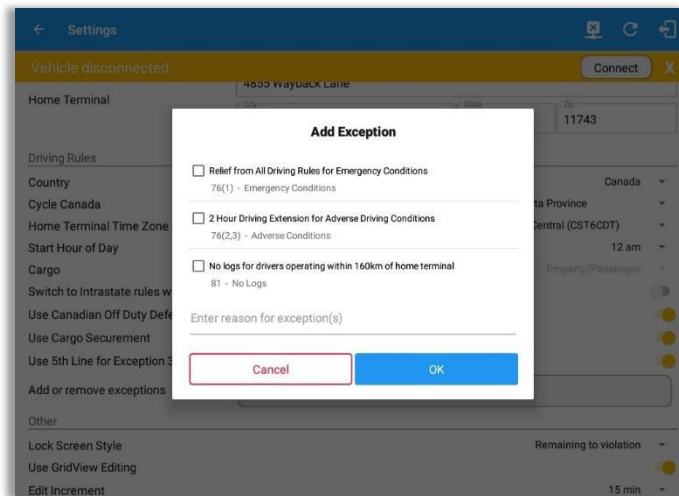 Settings
Vehicle disconnected
Connect
X
4855 Wayback Lane
Home Terminal
City
State
Zip
11743
Add Exception
Relief from All Driving Rules for Emergency Conditions
76(1) - Emergency Conditions
2 Hour Driving Extension for Adverse Driving Conditions
76(2,3) - Adverse Conditions
No logs for drivers operating within 160km of home terminal
81 - No Logs
Enter reason for exception(s)
Cancel
OK
Driving Rules
Country
Canada
Cycle Canada
ta Province
Home Terminal Time Zone
Central (CST6CDT)
Start Hour of Day
12 am
Cargo
Property/Passenger
Switch to Intrastate rules w
Use Canadian Off Duty Defe
Use Cargo Securement
Use 5th Line for Exception 3
Add or remove exceptions
Other
Lock Screen Style
Remaining to violation
Use GridView Editing
Edit Increment
15 min